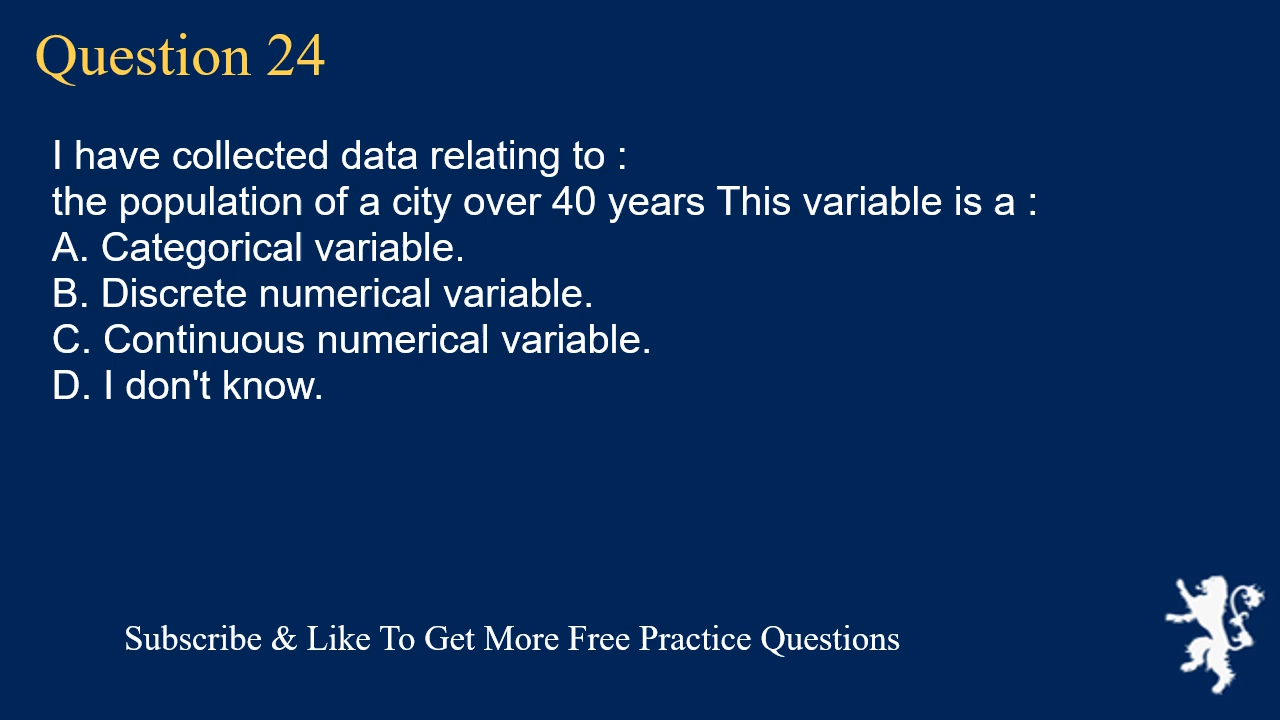 Question 24
I have collected data relating to :
the population of a city over 40 years This variable is a :
A. Categorical variable.
B. Discrete numerical variable.
C. Continuous numerical variable.
D. I don't know.
Subscribe & Like To Get More Free Practice Questions